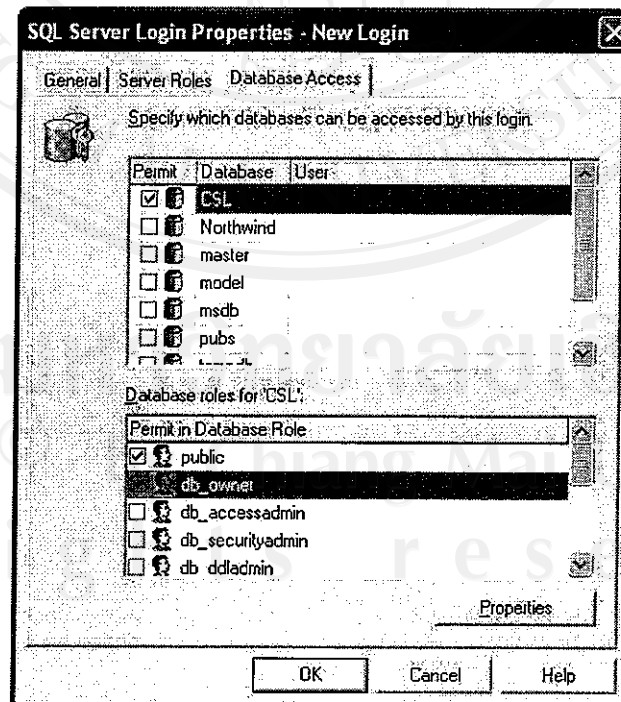 SQL Server Login Properties - New Login
General Server Roles Database Access
Specify which databases can be accessed by this login.
Permit Database User
CSL
Northwind
master
model
msdb
pubs
Database roles for 'CSL':
Permit in Database Role
public
db_owner
db_accessadmin
db_securityadmin
db_ddladmin
Properties
OK Cancel Help